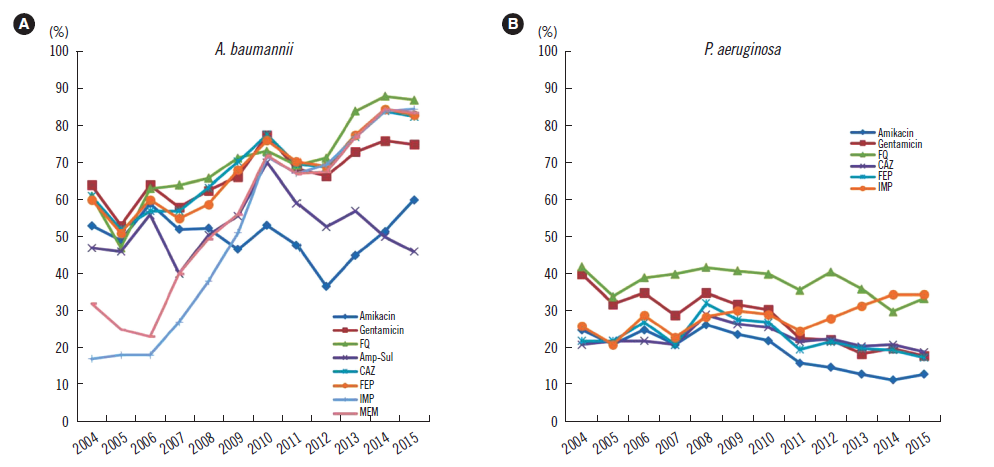 A
(%)
A. baumannii
100
90
80
70
60
50
40
30
20
10
0
2004 2005 2006 2007 2008 2009 2010 2011 2012 2013 2014 2015
Amikacin
Gentamicin
FQ
Amp-Sul
CAZ
FEP
IMP
MEM
B
(%)
P. aeruginosa
100
90
80
70
60
50
40
30
20
10
0
2004 2005 2006 2007 2008 2009 2010 2011 2012 2013 2014 2015
Amikacin
Gentamicin
FQ
CAZ
FEP
IMP